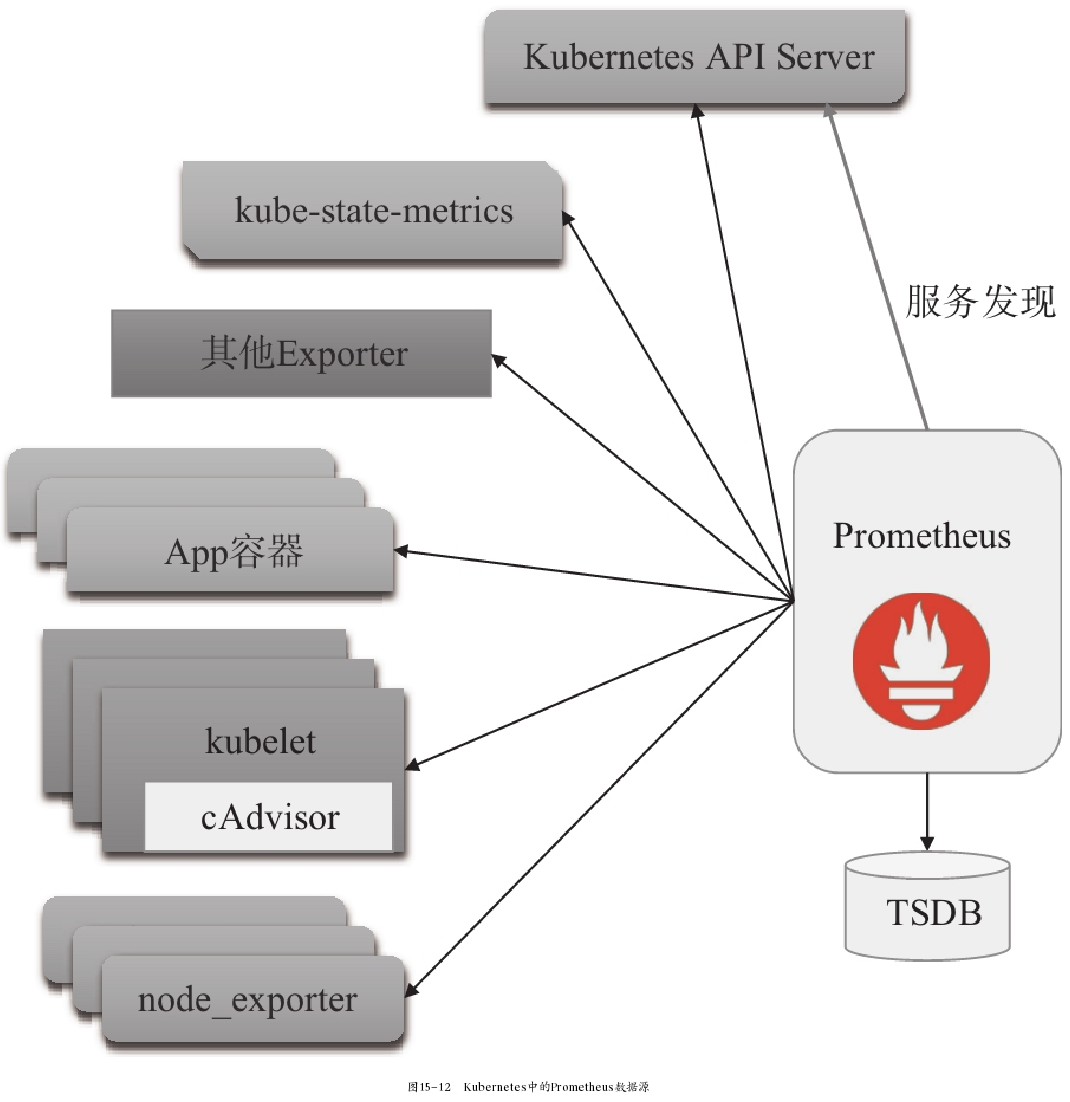 Kubernetes API Server
kube-state-metrics
服务发现
其他Exporter
Prometheus
App容器
kubelet
cAdvisor
TSDB
node_exporter
图15-12 Kubernetes中的Prometheus数据源